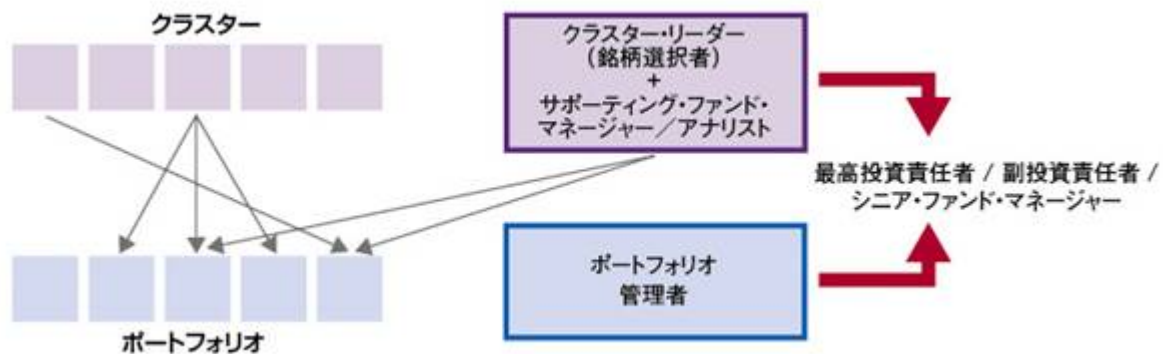 クラスター
クラスター・リーダー
(銘柄選択者)
+
サポーティング・ファンド・
マネージャー／アナリスト
最高投資責任者 / 副投資責任者 /
シニア・ファンド・マネージャー
ポートフォリオ
管理者
ポートフォリオ